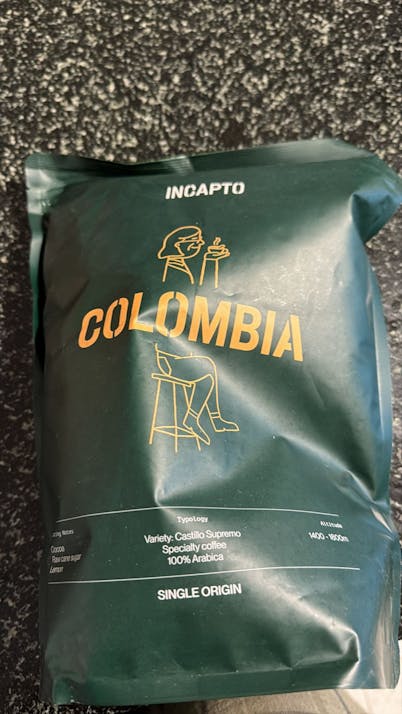 INCAPTO
COLOMBIA
Notes
Cocoa
Raw cane sugar
Lemon
Typology
Variety: Castillo Supremo
Specialty coffee
100% Arabica
Altitude
1400 - 1800m
SINGLE ORIGIN